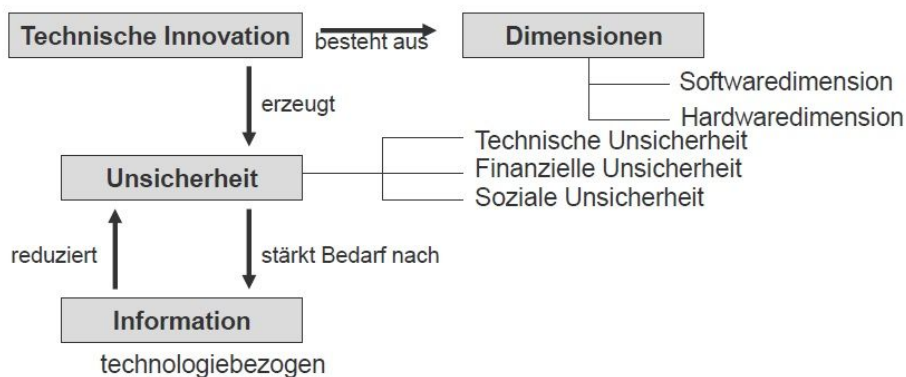 Technische Innovation
besteht aus
Dimensionen
Softwaredimension
Hardwaredimension
erzeugt
Technische Unsicherheit
Unsicherheit
Finanzielle Unsicherheit
Soziale Unsicherheit
reduziert
stärkt Bedarf nach
Information
technologiebezogen